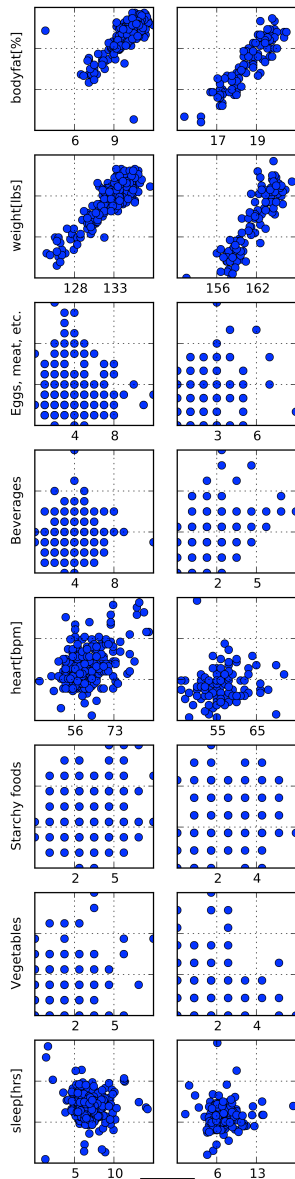 bodyfat[%]
6 9 17 19
weight[lbs]
128 133 156 162
Eggs, meat, etc.
4 8 3 6
Beverages
4 8 2 5
heart[bpm]
56 73 55 65
Starchy foods
2 5 2 4
Vegetables
2 5 2 4
sleep[hrs]
5 10 6 13